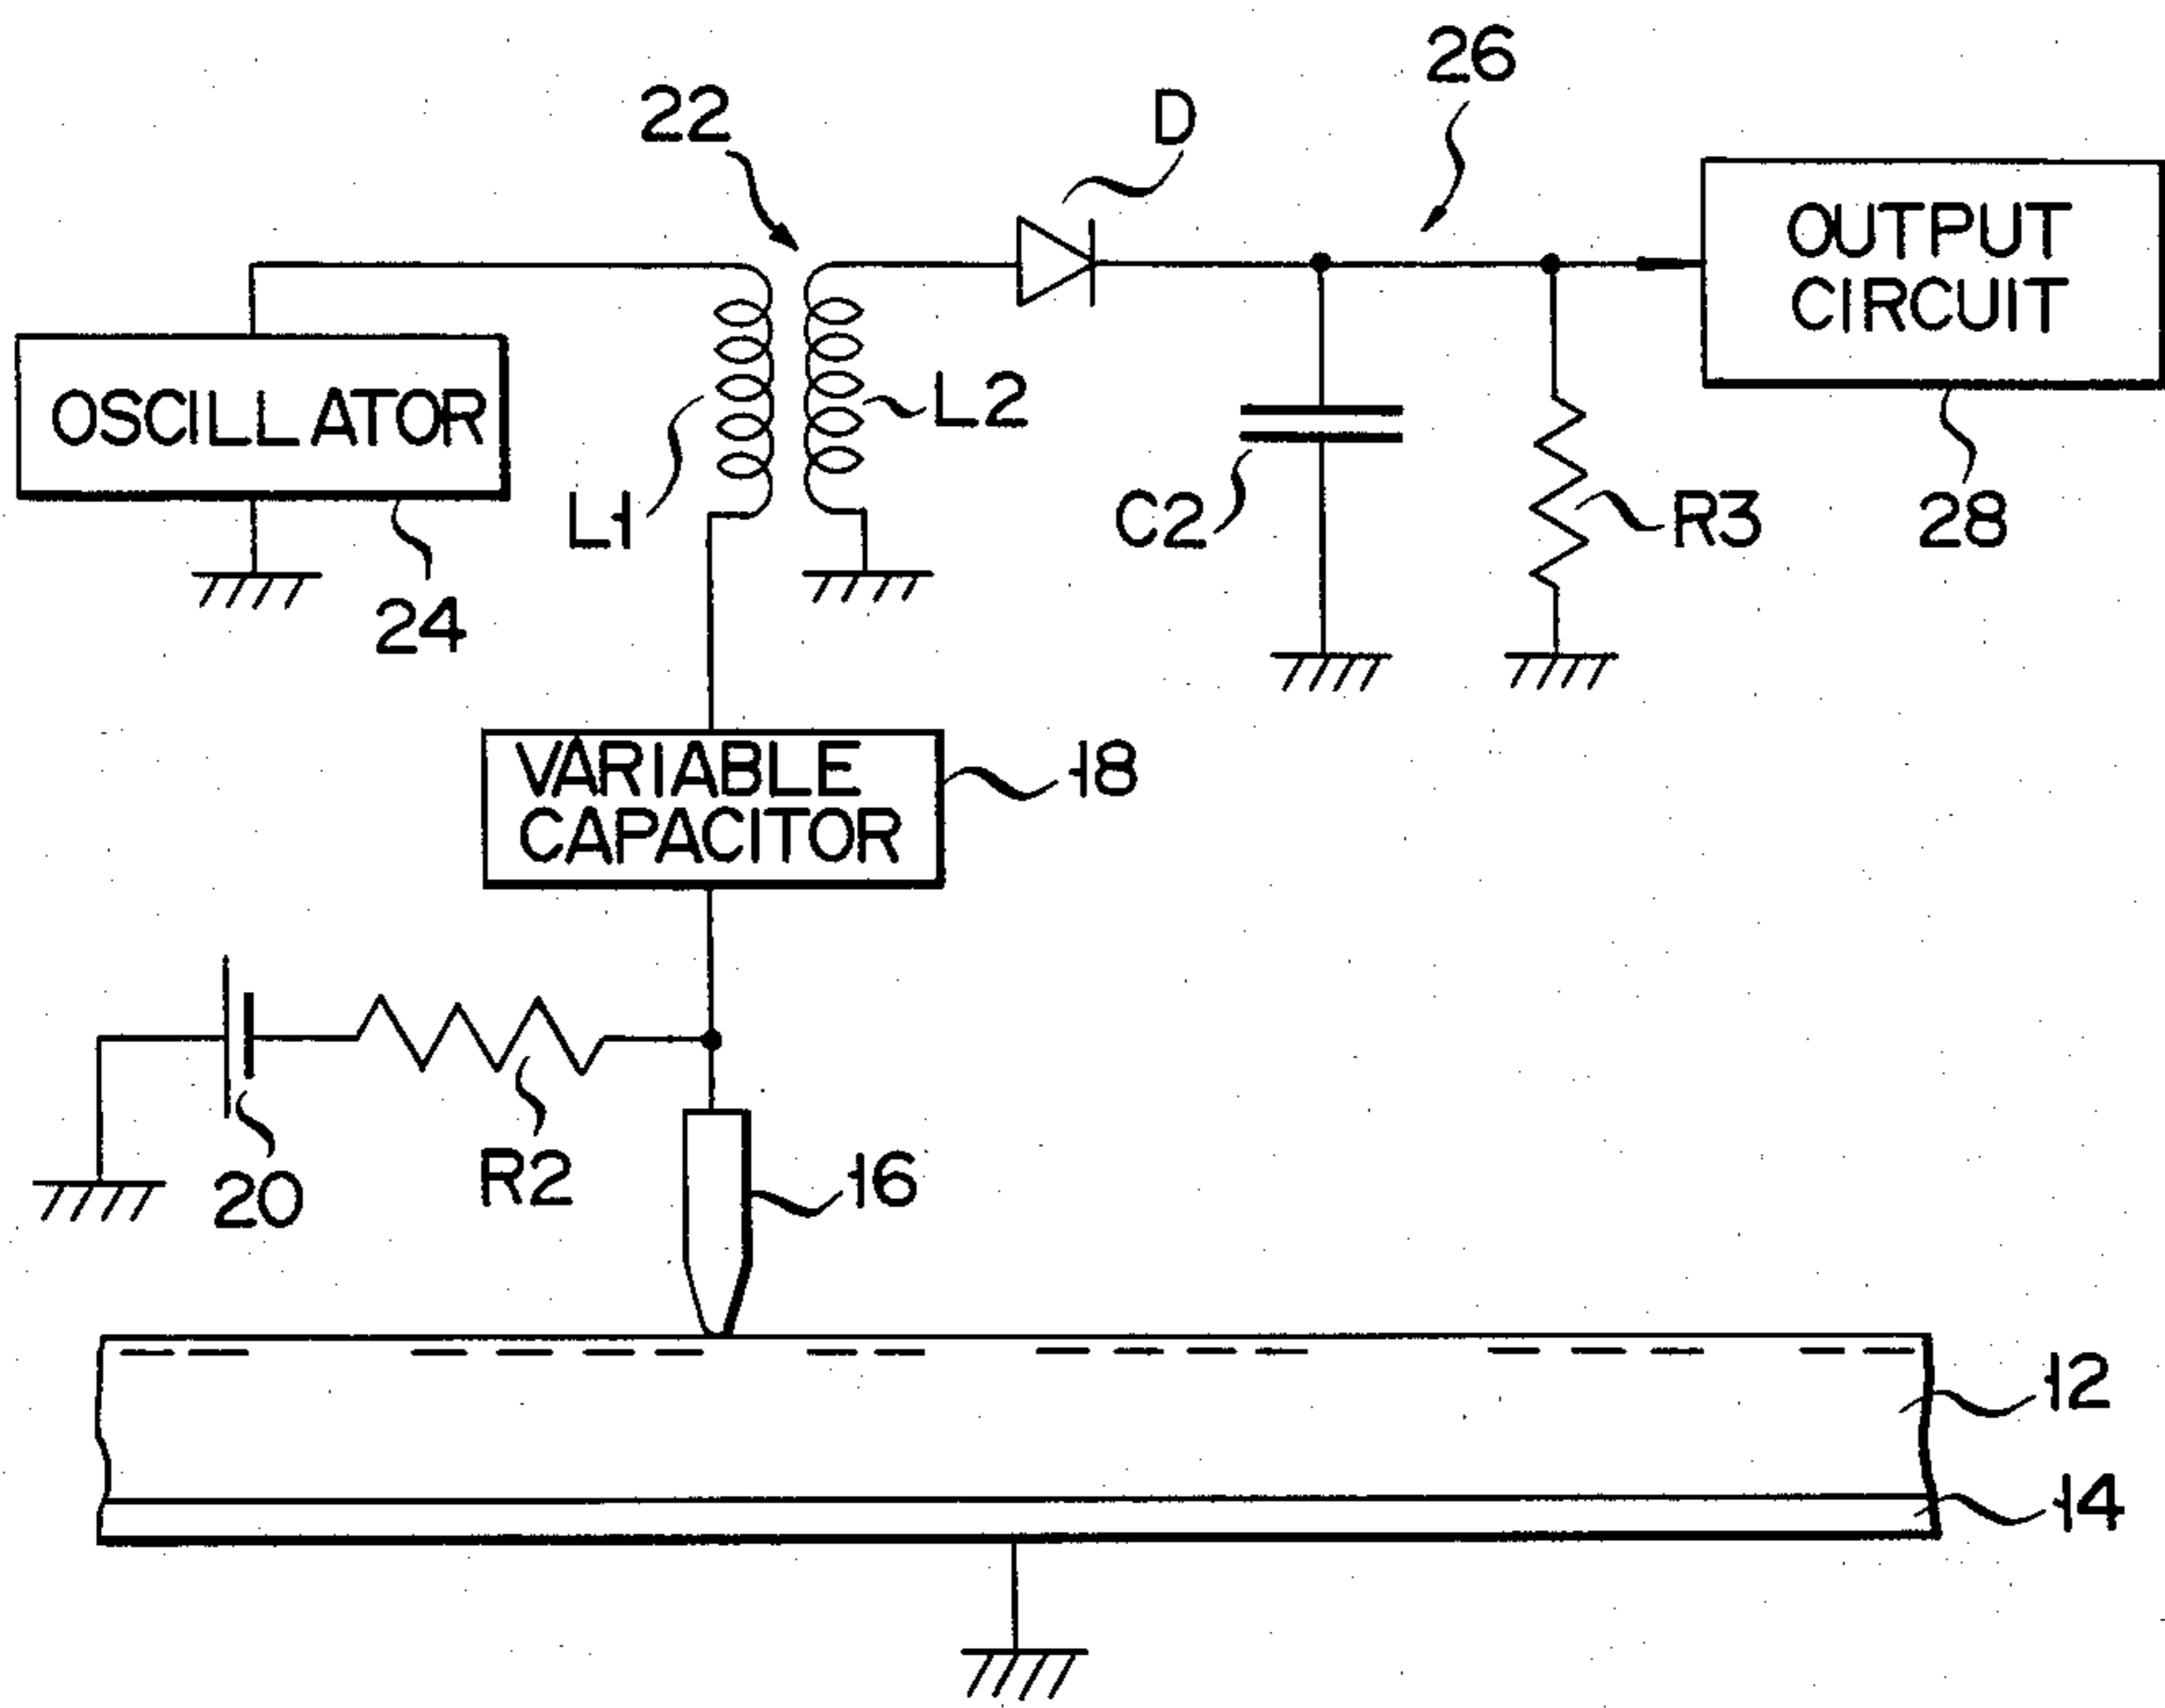 26
22
D
OUTPUT
CIRCUIT
OSCILLATOR
L2
L1
C2
R3
28
24
VARIABLE
CAPACITOR
18
20
R2
16
12
14